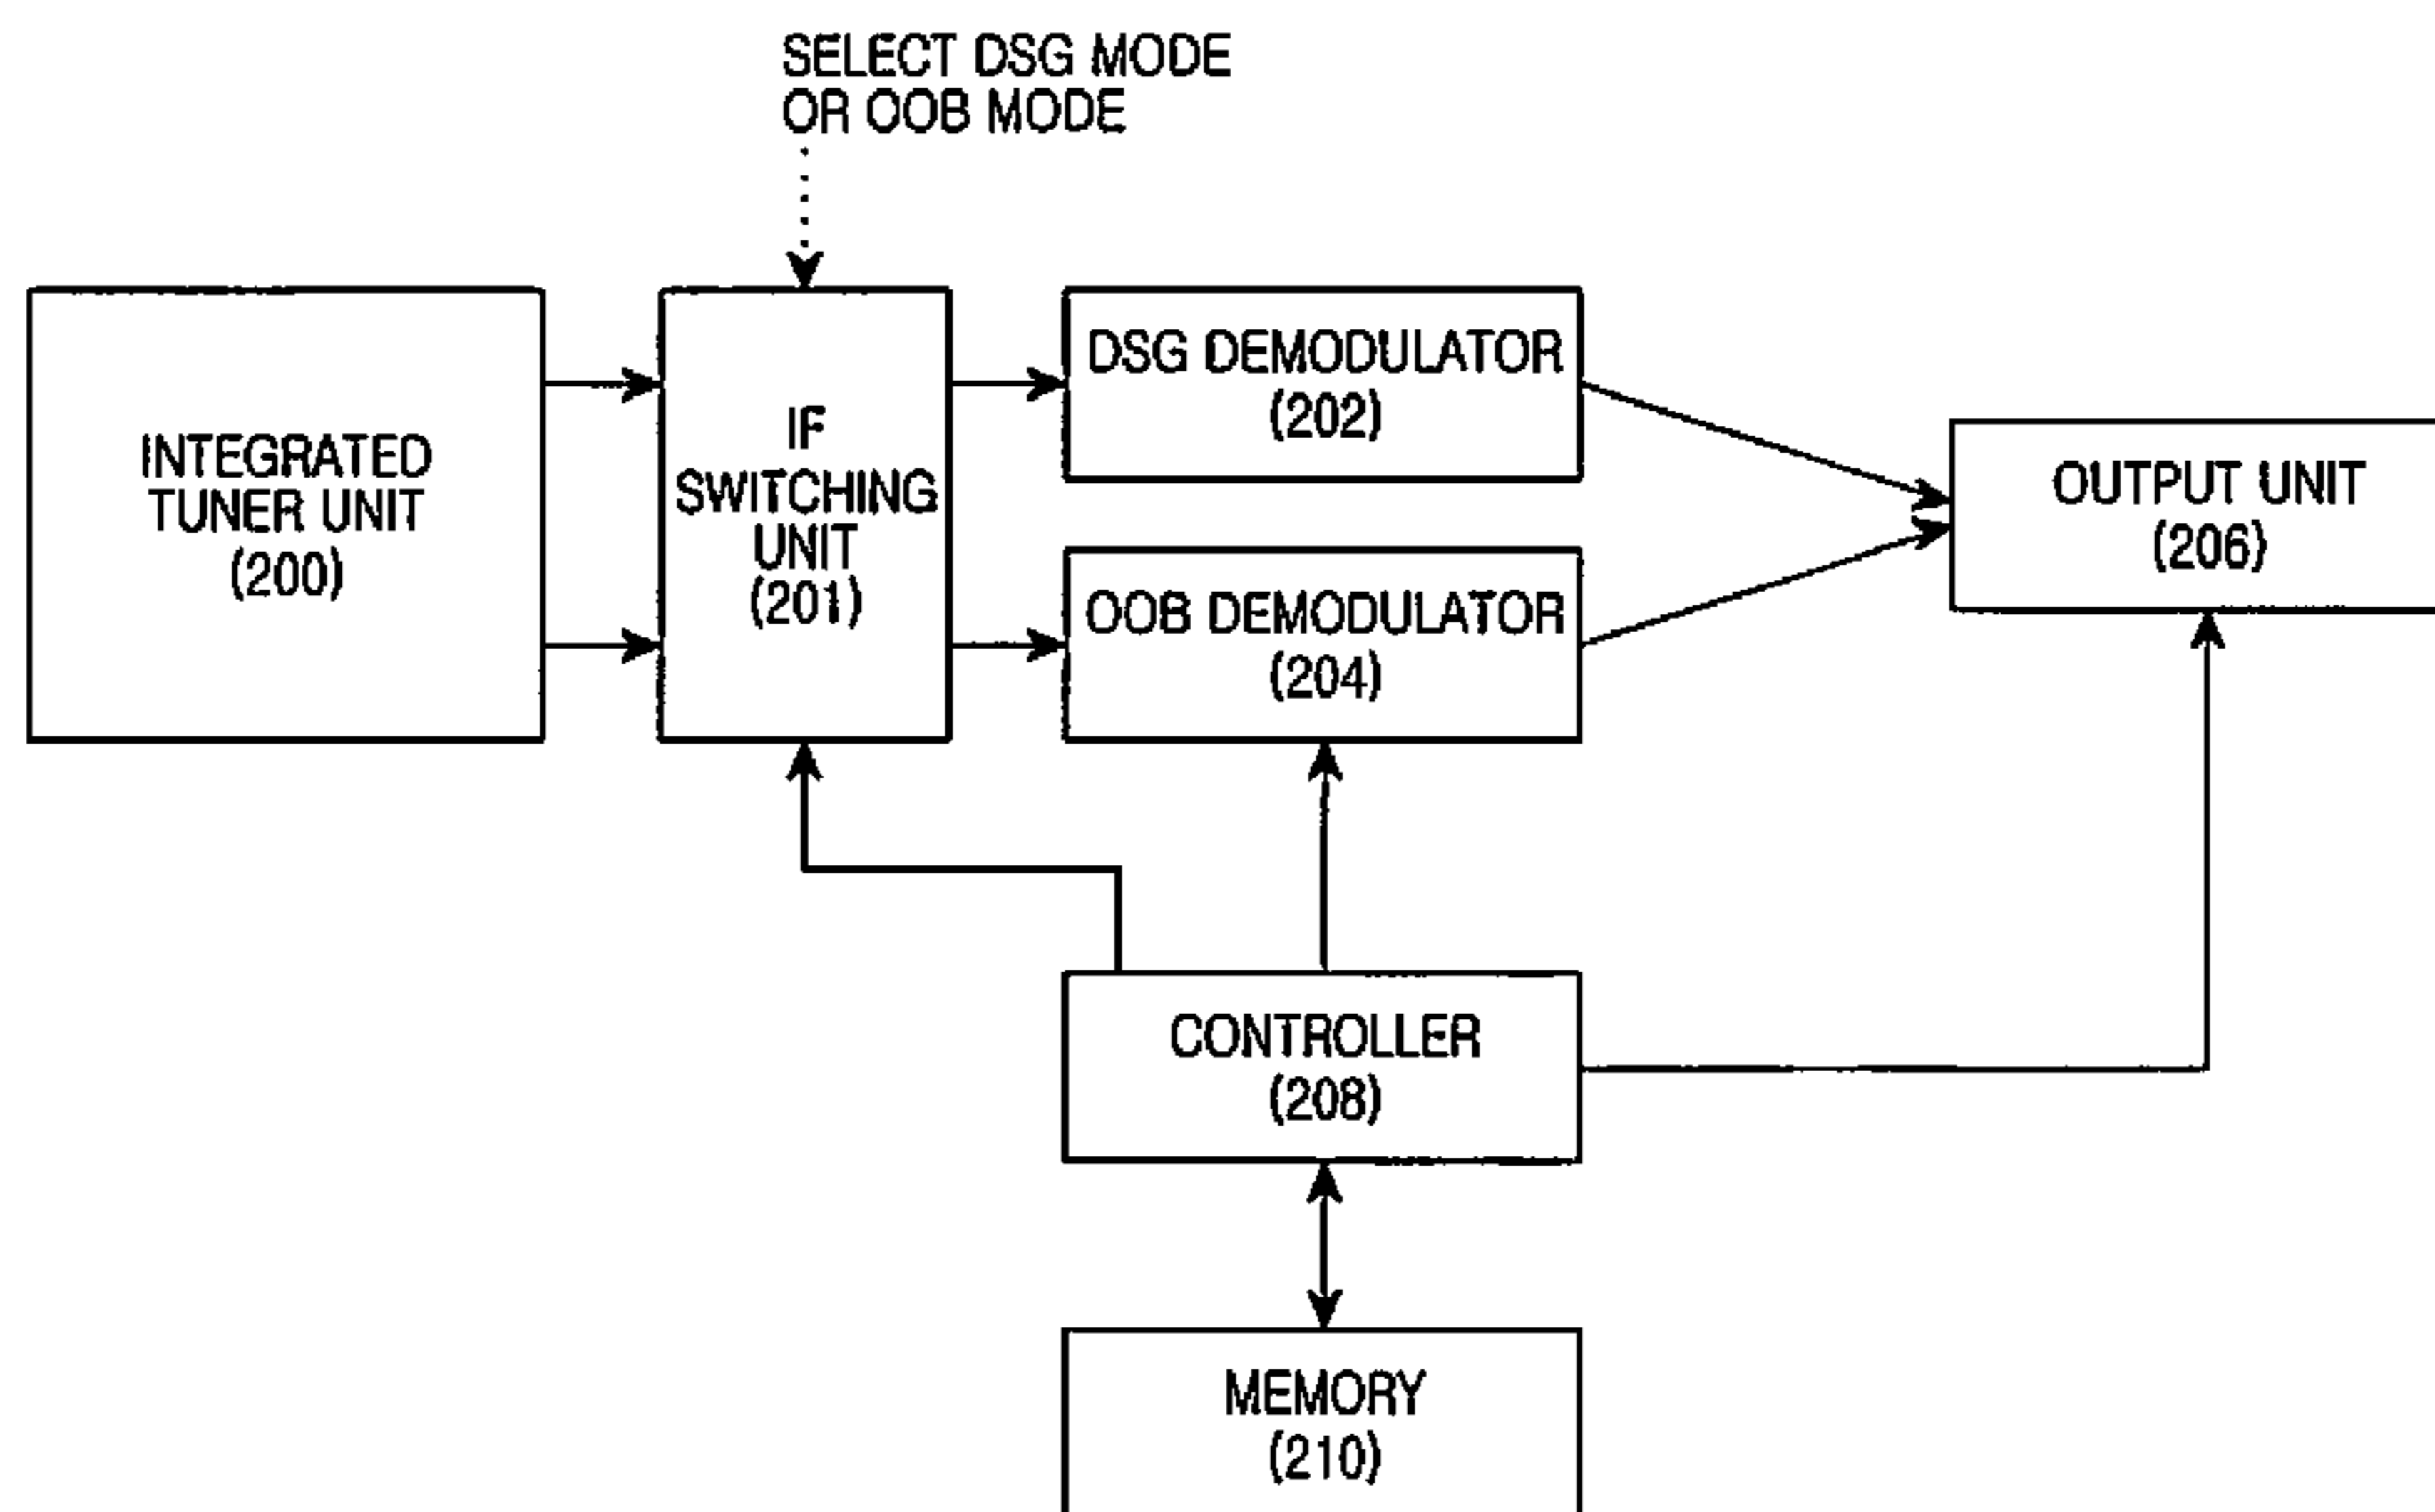 SELECT DSG MODE
OR OOB MODE
INTEGRATED
TUNER UNIT
(200)
IF
SWITCHING
UNIT
(201)
DSG DEMODULATOR
(202)
OOB DEMODULATOR
(204)
OUTPUT UNIT
(206)
CONTROLLER
(208)
MEMORY
(210)